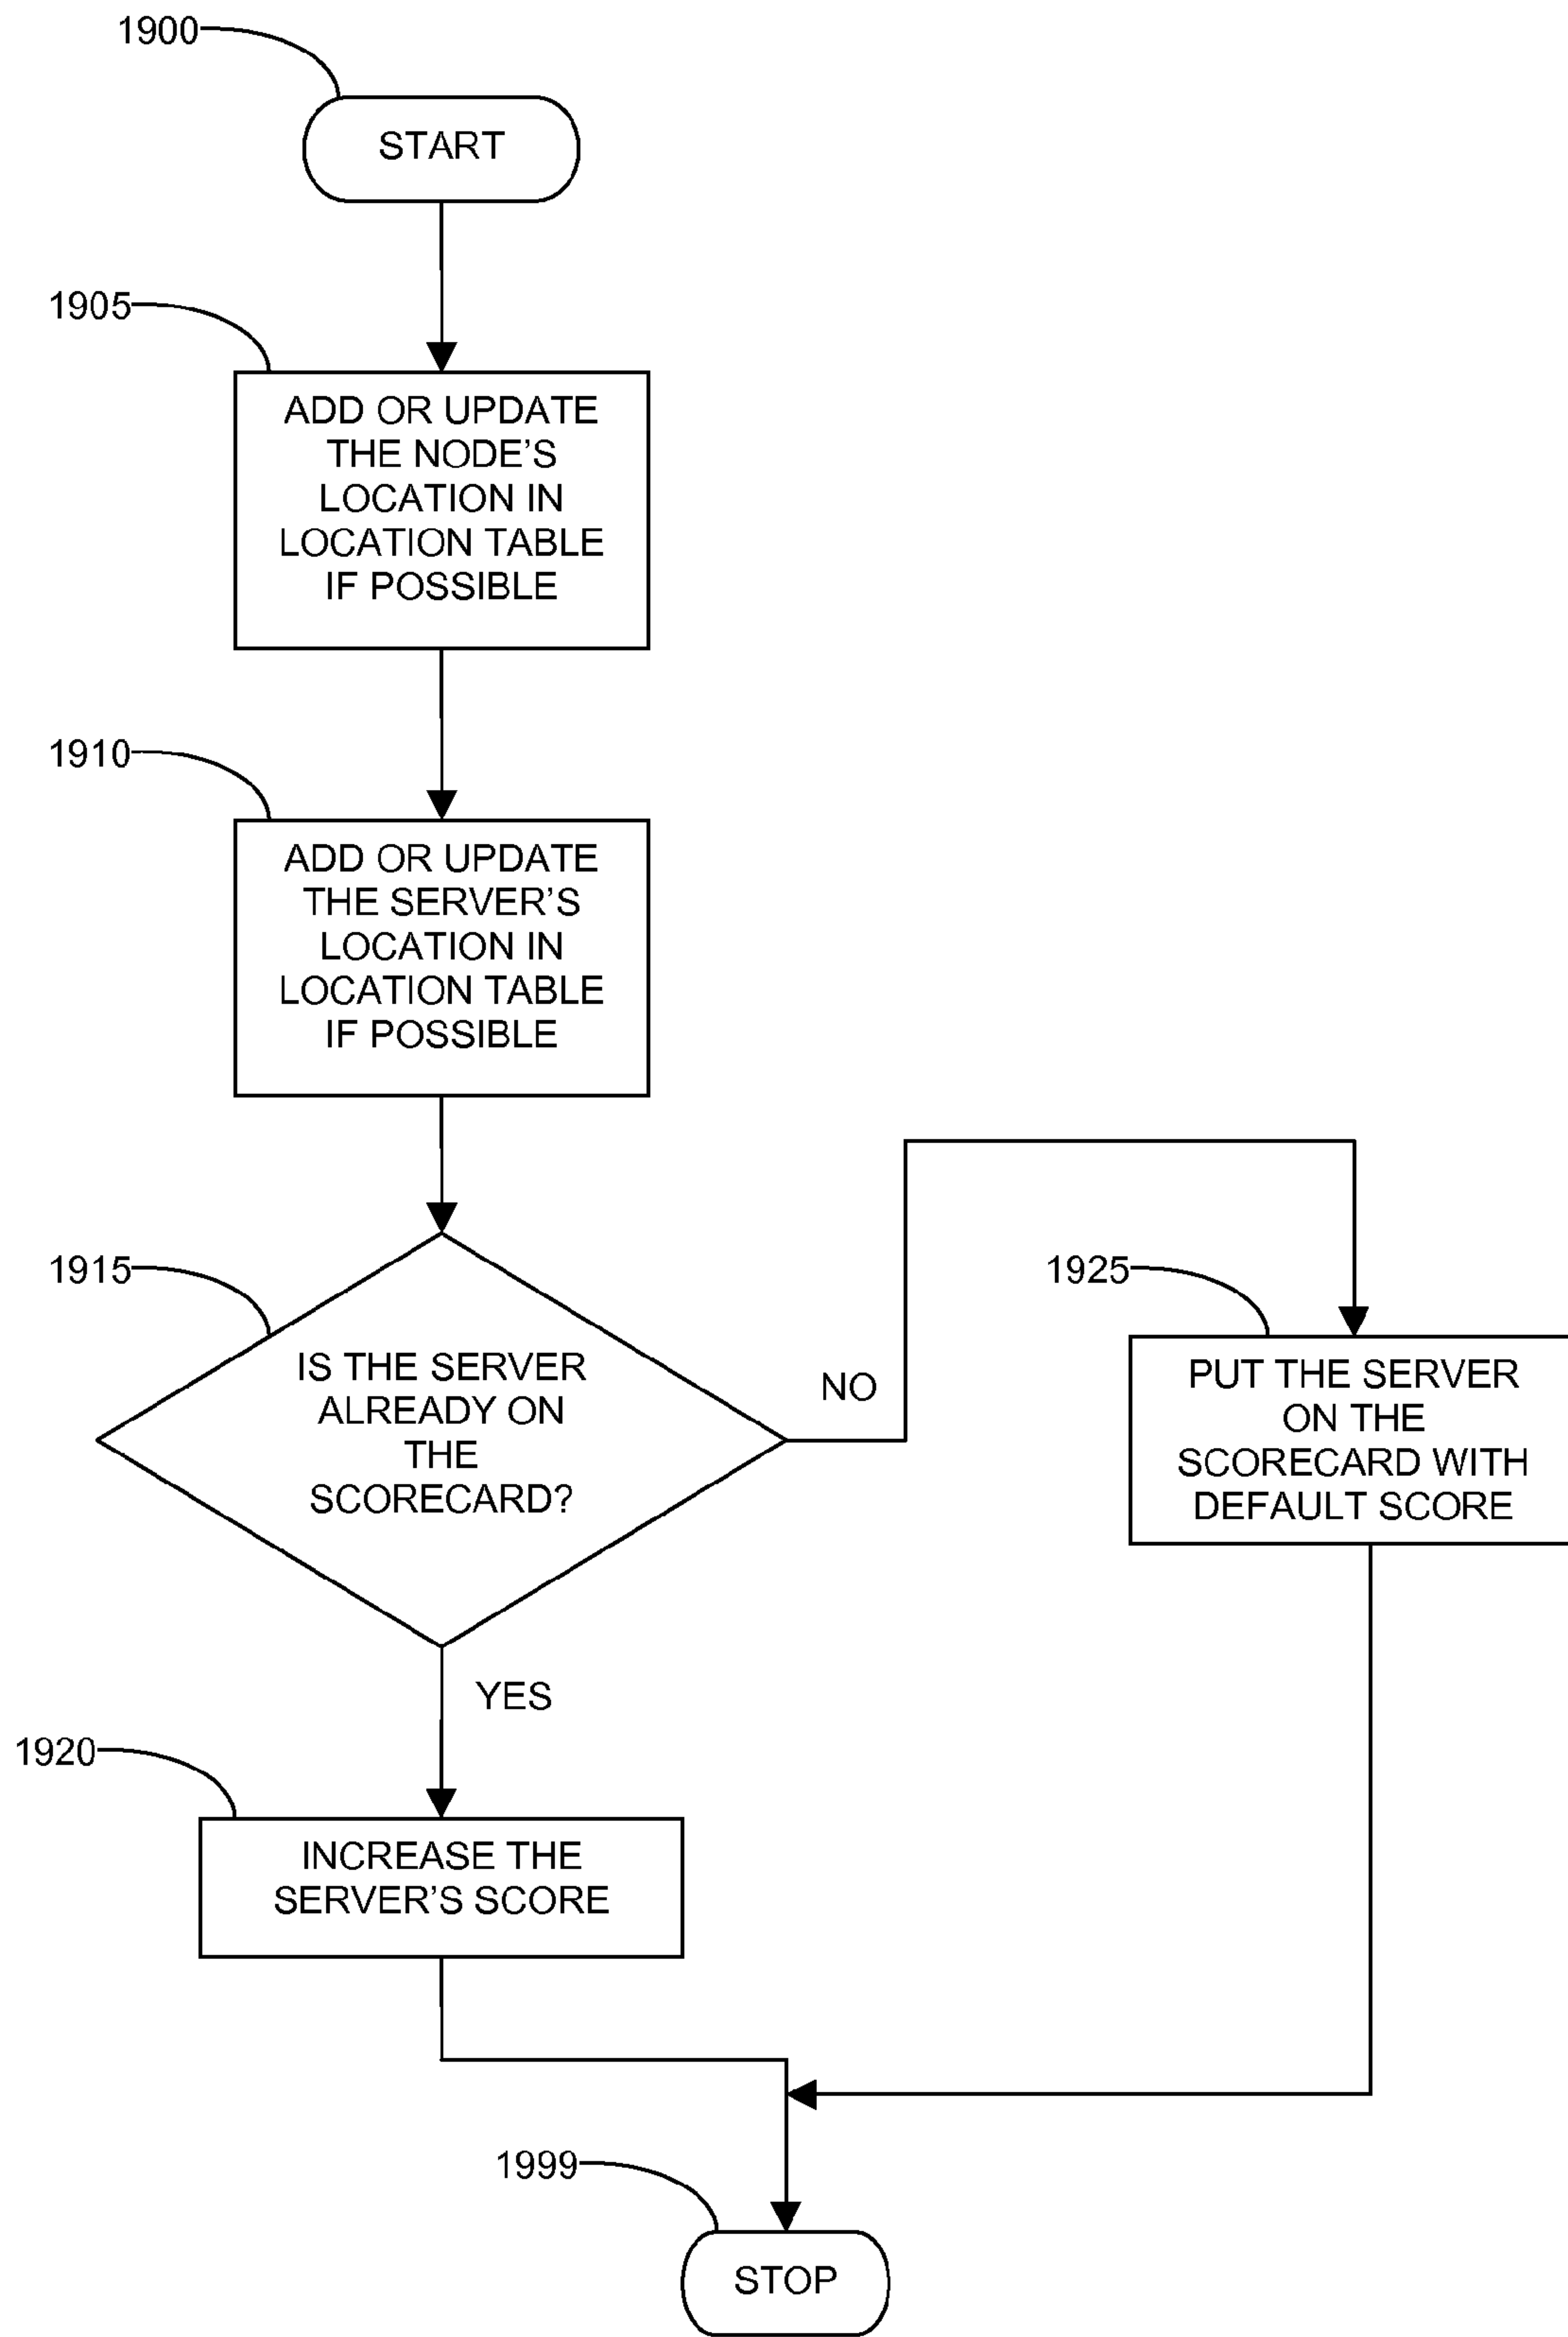 1900
START
1905
ADD OR UPDATE
THE NODE'S
LOCATION IN
LOCATION TABLE
IF POSSIBLE
1910
ADD OR UPDATE
THE SERVER'S
LOCATION IN
LOCATION TABLE
IF POSSIBLE
1915
IS THE SERVER
ALREADY ON
THE
SCORECARD?
NO
1925
PUT THE SERVER
ON THE
SCORECARD WITH
DEFAULT SCORE
YES
1920
INCREASE THE
SERVER'S SCORE
1999
STOP